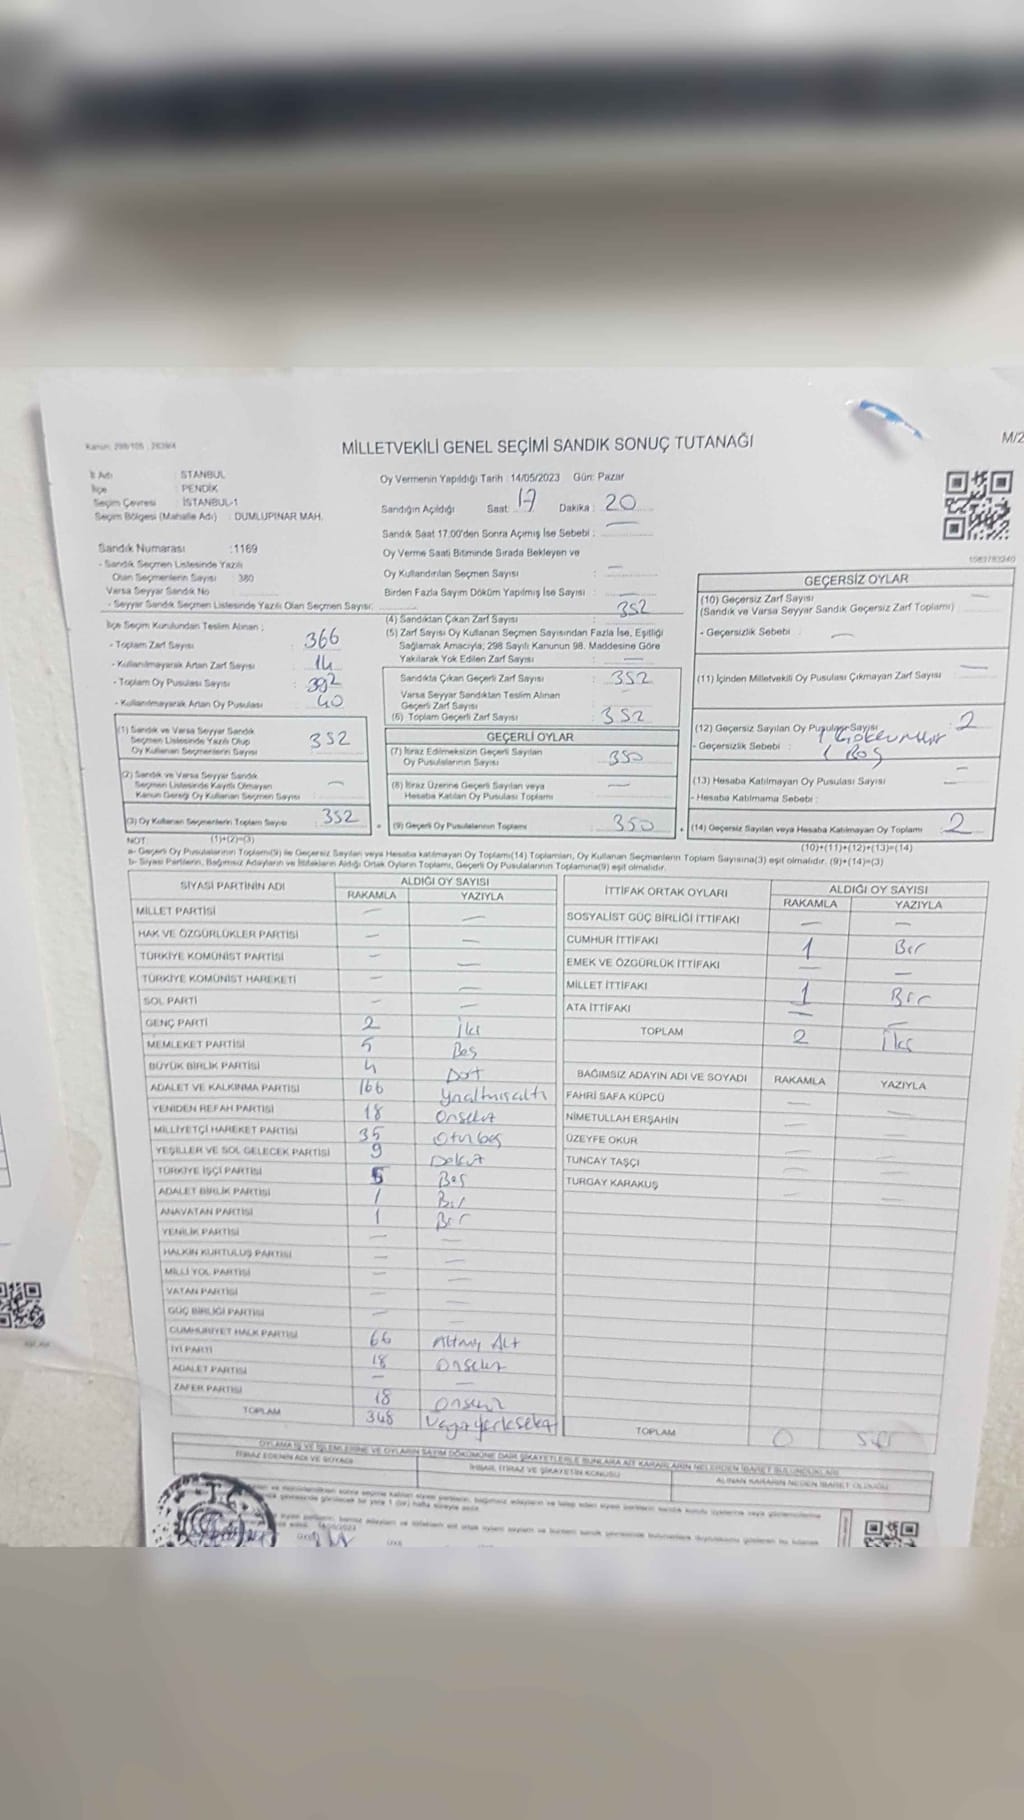 Kanun: 298/105 : 2839/4
MİLLETVEKİLİ GENEL SEÇİMİ SANDIK SONUÇ TUTANAĞI
M/2
İl Adı : STANBUL
İlçe : PENDİK
Seçim Çevresi : İSTANBUL-1
Seçim Bölgesi (Mahalle Adı) : DUMLUPINAR MAH.
Oy Vermenin Yapıldığı Tarih : 14/05/2023 Gün: Pazar
Sandığın Açıldığı Saat: 17 Dakika : 20
Sandık Saat 17:00'den Sonra Açımış İse Sebebi : —
Oy Verme Saati Bitiminde Sırada Bekleyen ve
Oy Kullandırılan Seçmen Sayısı : —
Birden Fazla Sayım Döküm Yapılmış İse Sayısı : —
Sandık Numarası :1169
- Sandık Seçmen Listesinde Yazılı
Olan Seçmenlerin Sayısı : 380
Varsa Seyyar Sandık No
- Seyyar Sandık Seçmen Listesinde Yazılı Olan Seçmen Sayısı:
İlçe Seçim Kurulundan Teslim Alınan ;
- Toplam Zarf Sayısı : 366
- Kullanılmayarak Artan Zarf Sayısı : 14
- Toplam Oy Pusulası Sayısı : 392
- Kullanılmayarak Artan Oy Pusulası : 40
(1) Sandık ve Varsa Seyyar Sandık
Seçmen Listesinde Yazılı Olup
Oy Kullanan Seçmenlerin Sayısı : 352
(2) Sandık ve Varsa Seyyar Sandık
Seçmen Listesinde Kayıtlı Olmayan
Kanun Gereği Oy Kullanan Seçmen Sayısı : —
(3) Oy Kullanan Seçmenlerin Toplam Sayısı : 352
(1)+(2)=(3)
(4) Sandıktan Çıkan Zarf Sayısı : 352
(5) Zarf Sayısı Oy Kullanan Seçmen Sayısından Fazla İse, Eşitliği
Sağlamak Amacıyla; 298 Sayılı Kanunun 98. Maddesine Göre
Yakılarak Yok Edilen Zarf Sayısı : —
Sandıkta Çıkan Geçerli Zarf Sayısı : 352
Varsa Seyyar Sandıktan Teslim Alınan
Geçerli Zarf Sayısı :
(6) Toplam Geçerli Zarf Sayısı : 352
GEÇERLİ OYLAR
(7) İtiraz Edilmeksizin Geçerli Sayılan
Oy Pusulalarının Sayısı : 350
(8) İtiraz Üzerine Geçerli Sayılan veya
Hesaba Katılan Oy Pusulası Toplamı : —
= (9) Geçerli Oy Pusulalarının Toplamı : 350
1083783240
GEÇERSİZ OYLAR
(10) Geçersiz Zarf Sayısı —
(Sandık ve Varsa Seyyar Sandık Geçersiz Zarf Toplamı)
- Geçersizlik Sebebi : —
(11) İçinden Milletvekili Oy Pusulası Çıkmayan Zarf Sayısı —
(12) Geçersiz Sayılan Oy Pusulası Sayısı 2
- Geçersizlik Sebebi :
1 Boş
(13) Hesaba Katılmayan Oy Pusulası Sayısı —
- Hesaba Katılmama Sebebi : —
+ (14) Geçersiz Sayılan veya Hesaba Katılmayan Oy Toplamı 2
(10)+(11)+(12)+(13)=(14)
NOT:
a- Geçerli Oy Pusulalarının Toplamı(9) ile Geçersiz Sayılan veya Hesaba katılmayan Oy Toplamı(14) Toplamları, Oy Kullanan Seçmenlerin Toplam Sayısına(3) eşit olmalıdır. (9)+(14)=(3)
b- Siyasi Partilerin, Bağımsız Adayların ve İttifakların Aldığı Ortak Oyların Toplamı, Geçerli Oy Pusulalarının Toplamına(9) eşit olmalıdır.
SİYASİ PARTİNİN ADI ALDIĞI OY SAYISI
RAKAMLA YAZIYLA
MİLLET PARTİSİ — —
HAK VE ÖZGÜRLÜKLER PARTİSİ — —
TÜRKİYE KOMÜNİST PARTİSİ — —
TÜRKİYE KOMÜNİST HAREKETİ — —
SOL PARTİ — —
GENÇ PARTİ 2 İki
MEMLEKET PARTİSİ 5 Beş
BÜYÜK BİRLİK PARTİSİ 4 Dört
ADALET VE KALKINMA PARTİSİ 166 Yüzaltmışaltı
YENİDEN REFAH PARTİSİ 18 Onsekiz
MİLLİYETÇİ HAREKET PARTİSİ 35 Otuzbeş
YEŞİLLER VE SOL GELECEK PARTİSİ 9 Dokuz
TÜRKİYE İŞÇİ PARTİSİ 5 Beş
ADALET BİRLİK PARTİSİ 1 Bir
ANAVATAN PARTİSİ 1 Bir
YENİLİK PARTİSİ — —
HALKIN KURTULUŞ PARTİSİ — —
MİLLİ YOL PARTİSİ — —
VATAN PARTİSİ — —
GÜÇ BİRLİĞİ PARTİSİ — —
CUMHURİYET HALK PARTİSİ 66 Altmış Altı
İYİ PARTİ 18 Onsekiz
ADALET PARTİSİ — —
ZAFER PARTİSİ 18 Onsekiz
TOPLAM 348
İTTİFAK ORTAK OYLARI ALDIĞI OY SAYISI
RAKAMLA YAZIYLA
SOSYALİST GÜÇ BİRLİĞİ İTTİFAKI — —
CUMHUR İTTİFAKI 1 Bir
EMEK VE ÖZGÜRLÜK İTTİFAKI — —
MİLLET İTTİFAKI 1 Bir
ATA İTTİFAKI — —
TOPLAM 2 İki
BAĞIMSIZ ADAYIN ADI VE SOYADI RAKAMLA YAZIYLA
FAHRİ SAFA KÜPCÜ — —
NİMETULLAH ERŞAHİN — —
ÜZEYFE OKUR — —
TUNCAY TAŞÇI — —
TURGAY KARAKUŞ — —
TOPLAM 0 Sıfır
OYLAMA İŞ VE İŞLEMLERİNE VE OYLARIN SAYIM DÖKÜMÜNE DAİR ŞİKAYETLERLE BUNLARA AİT KARARLARIN NELERDEN İBARET BULUNDUKLARI
İTİRAZ EDENİN ADI VE SOYADI İHBAR, İTİRAZ VE ŞİKAYETİN KONUSU ALINAN KARARIN NEDEN İBARET OLDUĞU
T.C.